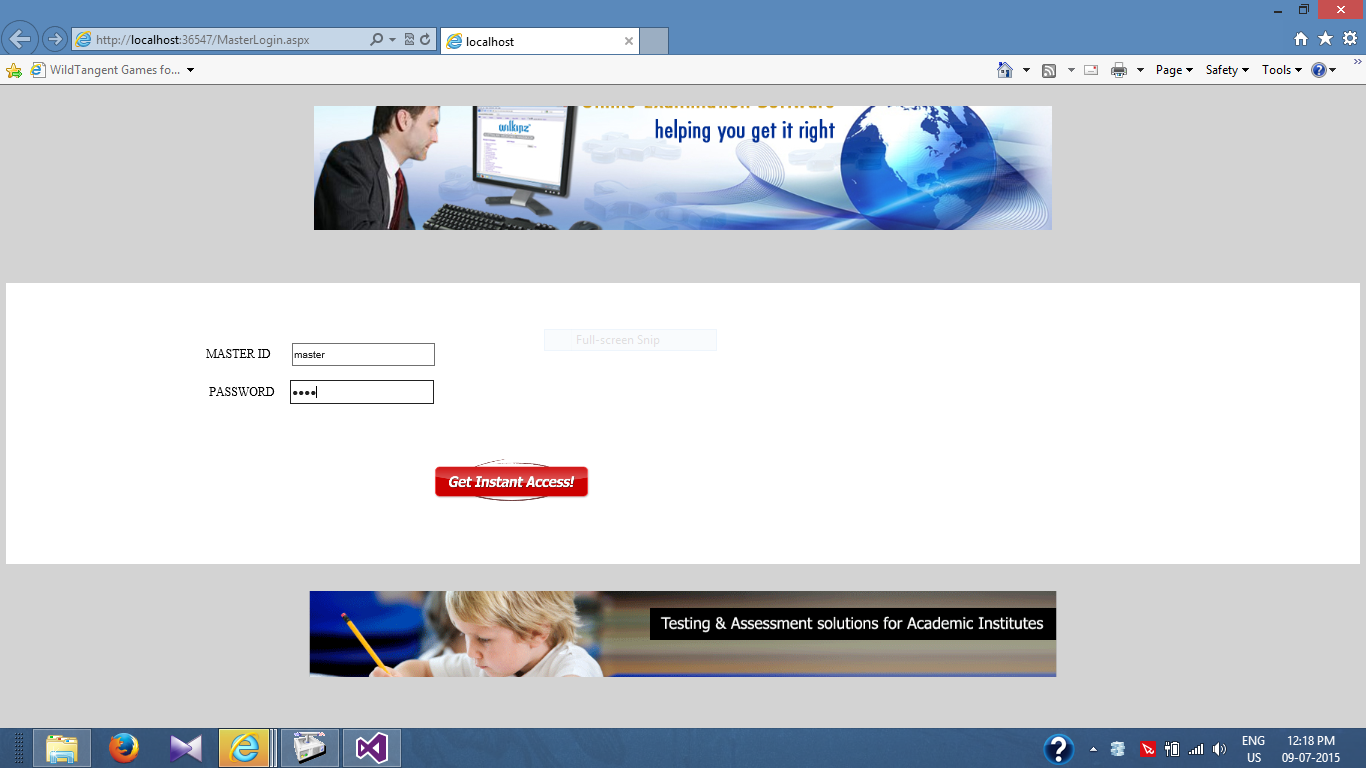 http://localhost:36547/MasterLogin.aspx
localhost
WildTangent Games fo...
Page
Safety
Tools
Online Examination Software
helping you get it right
wilkinz
Full-screen Snip
MASTER ID
master
PASSWORD
Get Instant Access!
Testing & Assessment solutions for Academic Institutes
ENG
US
12:18 PM
09-07-2015